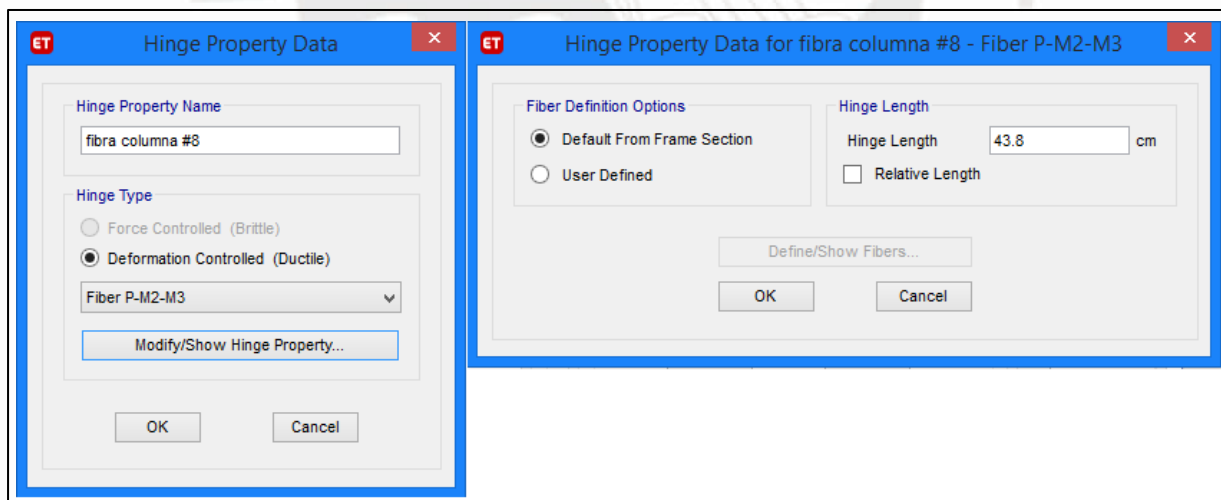 ET
Hinge Property Data
Hinge Property Name
fibra columna #8
Hinge Type
Force Controlled (Brittle)
Deformation Controlled (Ductile)
Fiber P-M2-M3
Modify/Show Hinge Property...
OK Cancel
ET
Hinge Property Data for fibra columna #8 - Fiber P-M2-M3
Fiber Definition Options
Default From Frame Section
User Defined
Hinge Length
Hinge Length 43.8 cm
Relative Length
Define/Show Fibers...
OK Cancel